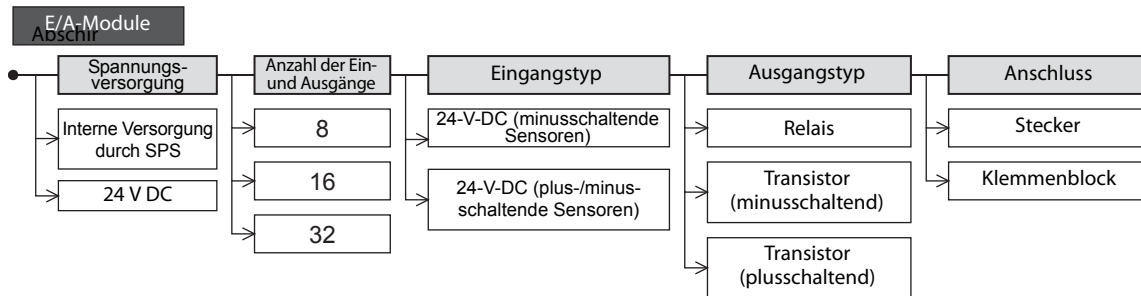 E/A-Module
Abschir
Spannungs-
versorgung
Interne Versorgung
durch SPS
24 V DC
Anzahl der Ein-
und Ausgänge
8
16
32
Eingangstyp
24-V-DC (minusschaltende
Sensoren)
24-V-DC (plus-/minus-
schaltende Sensoren)
Ausgangstyp
Relais
Transistor
(minusschaltend)
Transistor
(plusschaltend)
Anschluss
Stecker
Klemmenblock